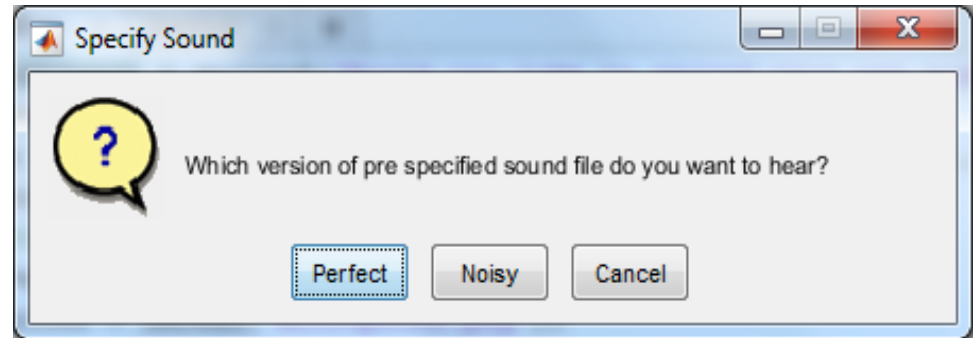 Specify Sound
?
Which version of pre specified sound file do you want to hear?
Perfect Noisy Cancel